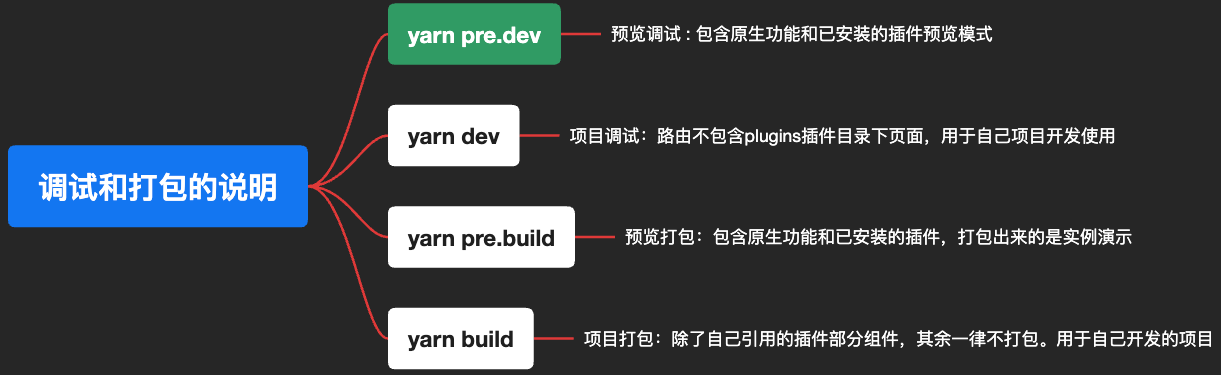 yarn pre.dev
预览调试 : 包含原生功能和已安装的插件预览模式
yarn dev
项目调试：路由不包含plugins插件目录下页面，用于自己项目开发使用
调试和打包的说明
yarn pre.build
预览打包：包含原生功能和已安装的插件，打包出来的是实例演示
yarn build
项目打包：除了自己引用的插件部分组件，其余一律不打包。用于自己开发的项目